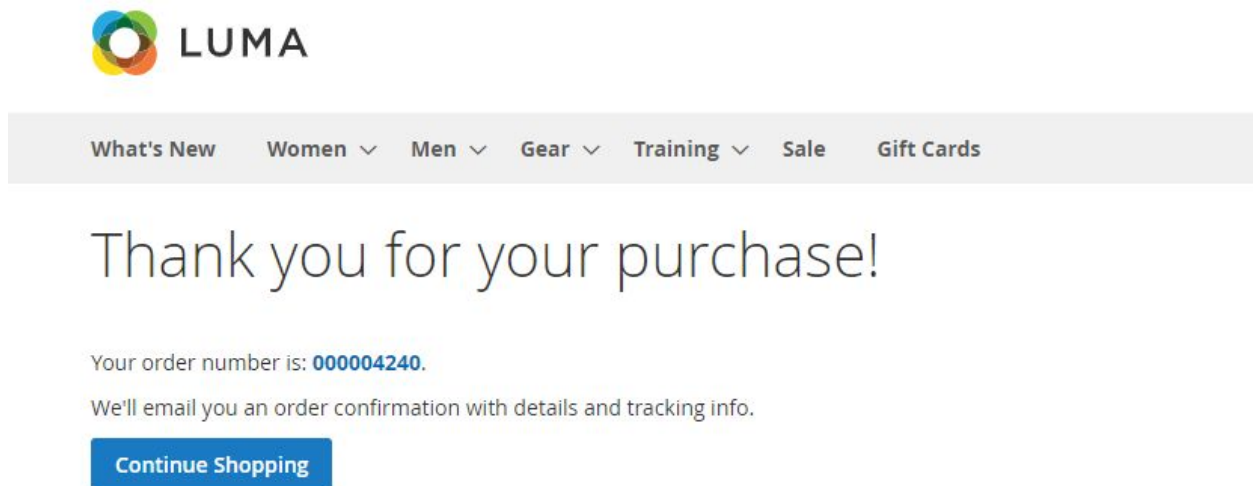 LUMA
What's New Women Men Gear Training Sale Gift Cards
Thank you for your purchase!
Your order number is: 000004240.
We'll email you an order confirmation with details and tracking info.
Continue Shopping